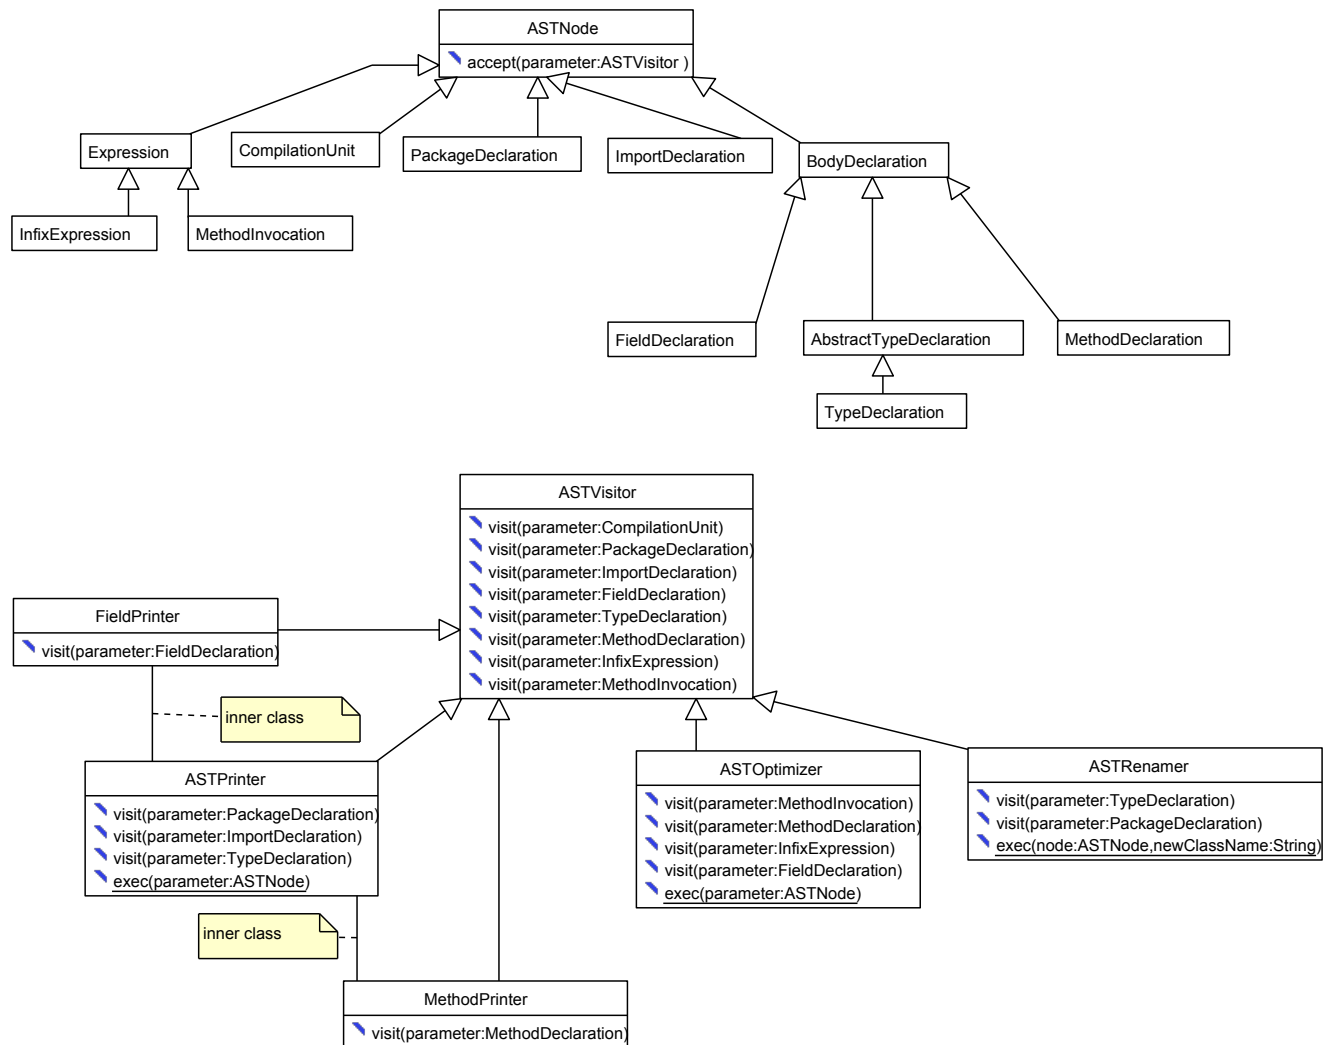 ASTNode
accept(parameter:ASTVisitor )
Expression
CompilationUnit
PackageDeclaration
ImportDeclaration
BodyDeclaration
InfixExpression
MethodInvocation
FieldDeclaration
AbstractTypeDeclaration
MethodDeclaration
TypeDeclaration
ASTVisitor
visit(parameter:CompilationUnit)
visit(parameter:PackageDeclaration)
visit(parameter:ImportDeclaration)
visit(parameter:FieldDeclaration)
visit(parameter:TypeDeclaration)
visit(parameter:MethodDeclaration)
visit(parameter:InfixExpression)
visit(parameter:MethodInvocation)
FieldPrinter
visit(parameter:FieldDeclaration)
inner class
ASTPrinter
visit(parameter:PackageDeclaration)
visit(parameter:ImportDeclaration)
visit(parameter:TypeDeclaration)
exec(parameter:ASTNode)
ASTOptimizer
visit(parameter:MethodInvocation)
visit(parameter:MethodDeclaration)
visit(parameter:InfixExpression)
visit(parameter:FieldDeclaration)
exec(parameter:ASTNode)
ASTRenamer
visit(parameter:TypeDeclaration)
visit(parameter:PackageDeclaration)
exec(node:ASTNode,newClassName:String)
inner class
MethodPrinter
visit(parameter:MethodDeclaration)